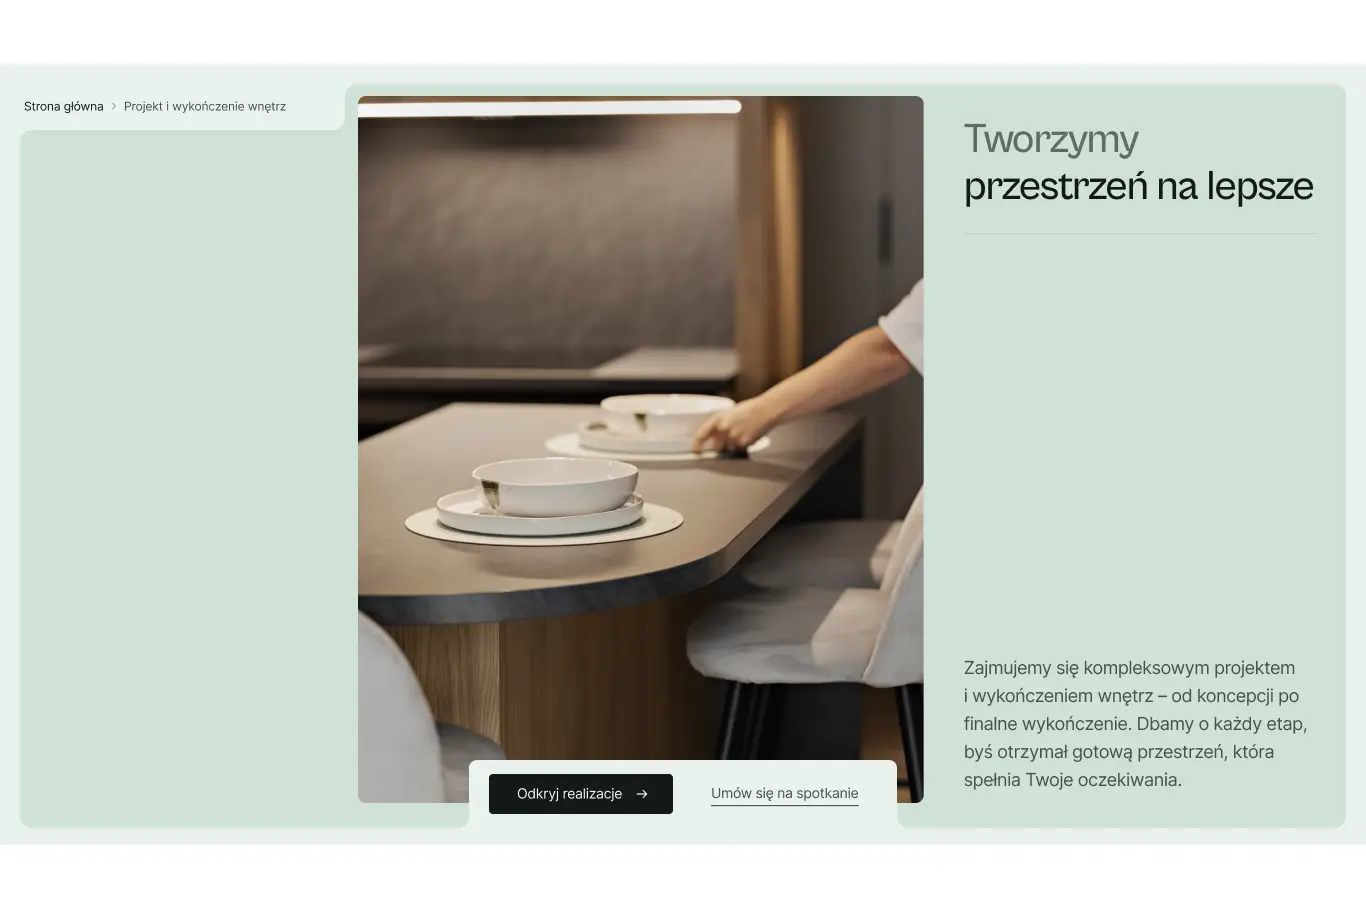 Strona główna > Projekt i wykończenie wnętrz
Tworzymy
przestrzeń na lepsze
Zajmujemy się kompleksowym projektem
i wykończeniem wnętrz – od koncepcji po
finalne wykończenie. Dbamy o każdy etap,
byś otrzymał gotową przestrzeń, która
spełnia Twoje oczekiwania.
Odkryj realizacje →
Umów się na spotkanie